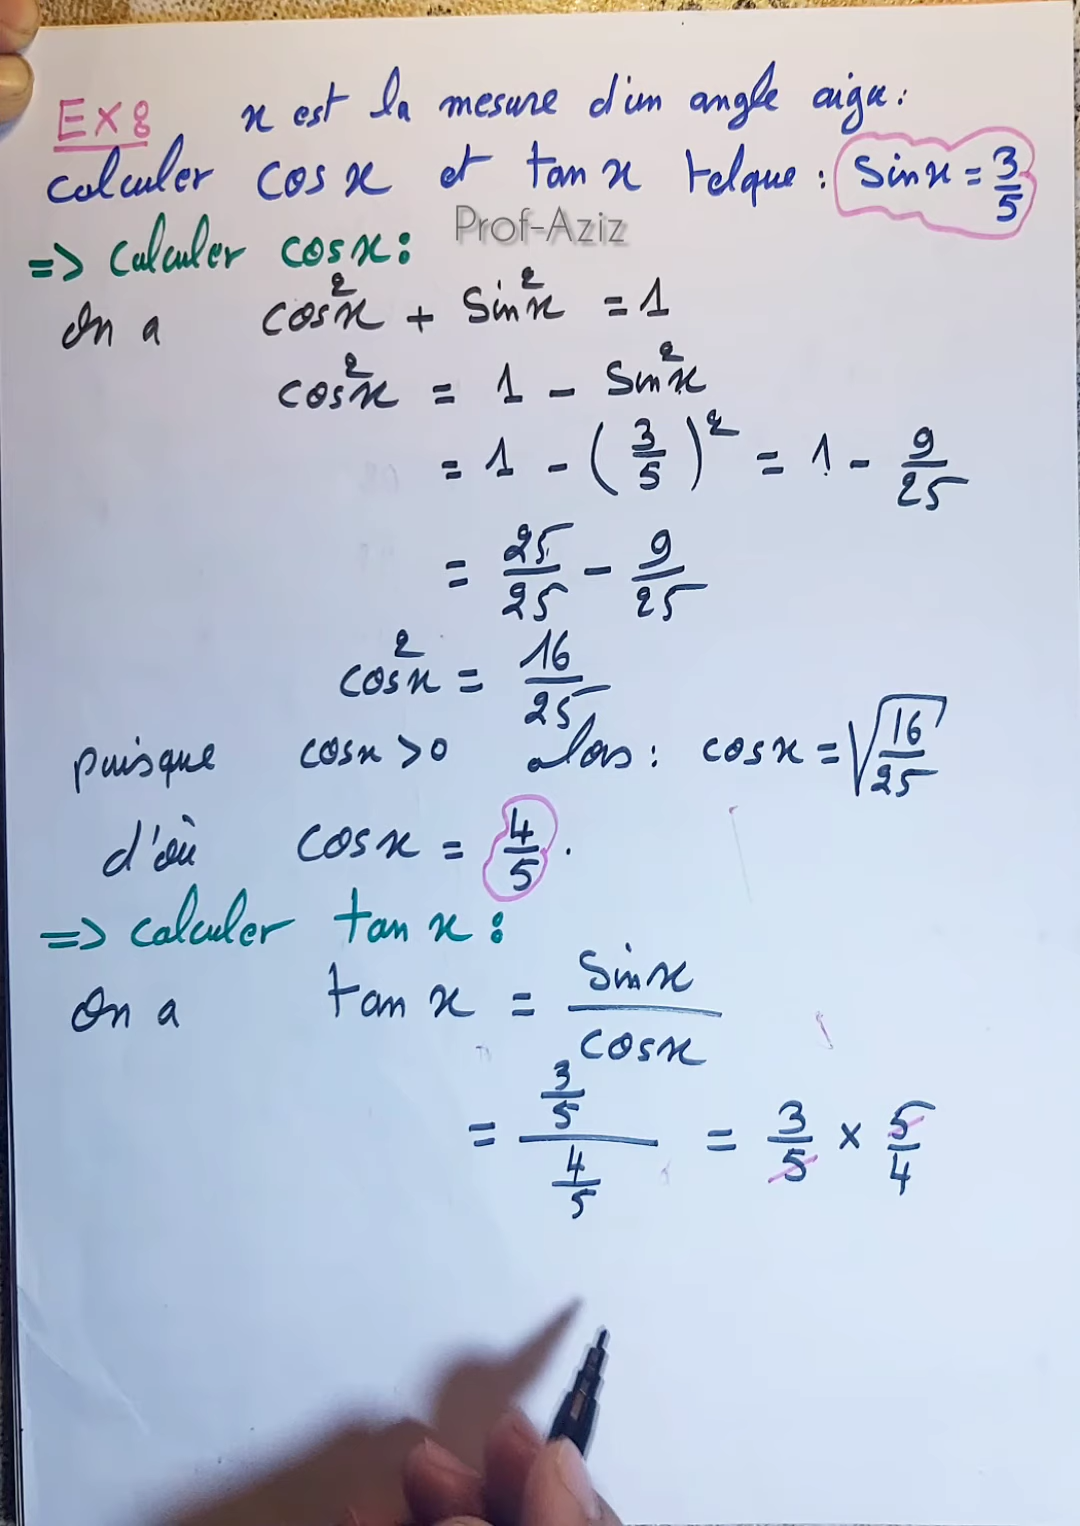 Ex8 x est la mesure d'un angle aigu :
calculer cos x et tan x telque : sin x = 3/5
Prof-Aziz
=> calculer cos x :
On a cos²x + sin²x = 1
cos²x = 1 - sin²x
= 1 - (3/5)² = 1 - 9/25
= 25/25 - 9/25
cos²x = 16/25
puisque cos x > 0 alors : cos x = √(16/25)
d'où cos x = 4/5 .
=> calculer tan x :
On a tan x = sin x / cos x
= (3/5)/(4/5) = 3/5 × 5/4